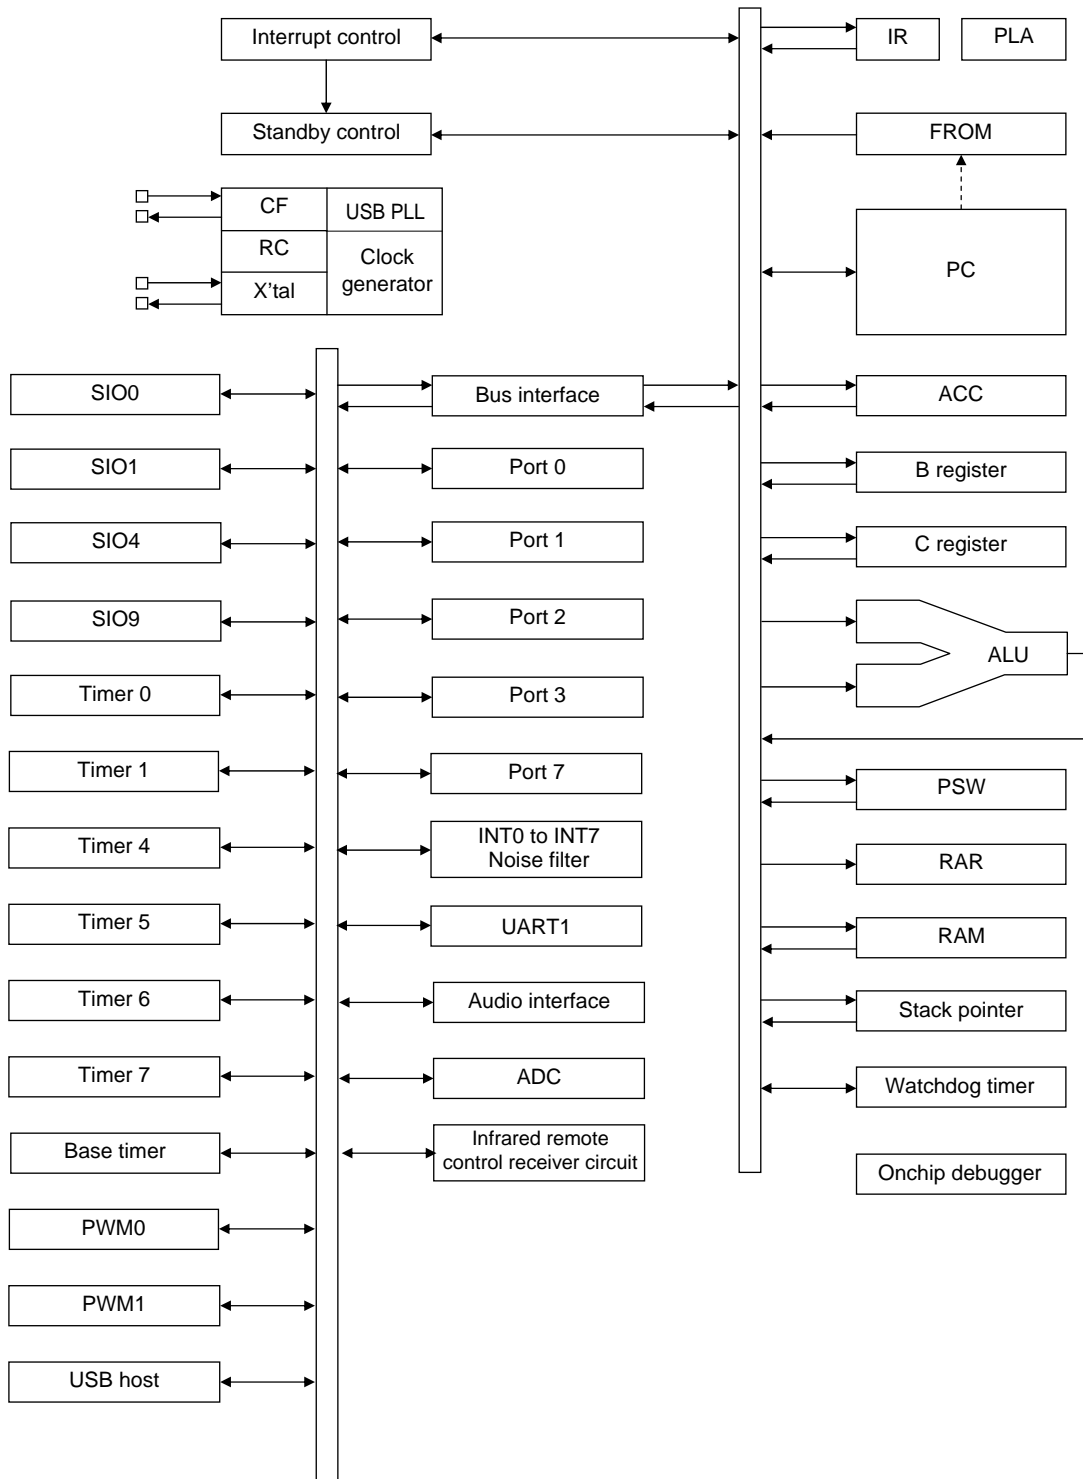 Interrupt control
IR
PLA
Standby control
FROM
CF
USB PLL
RC
Clock
generator
X'tal
PC
SIO0
Bus interface
ACC
SIO1
Port 0
B register
SIO4
Port 1
C register
SIO9
Port 2
ALU
Timer 0
Port 3
Timer 1
Port 7
PSW
Timer 4
INT0 to INT7
Noise filter
RAR
Timer 5
UART1
RAM
Timer 6
Audio interface
Stack pointer
Timer 7
ADC
Watchdog timer
Base timer
Infrared remote
control receiver circuit
Onchip debugger
PWM0
PWM1
USB host